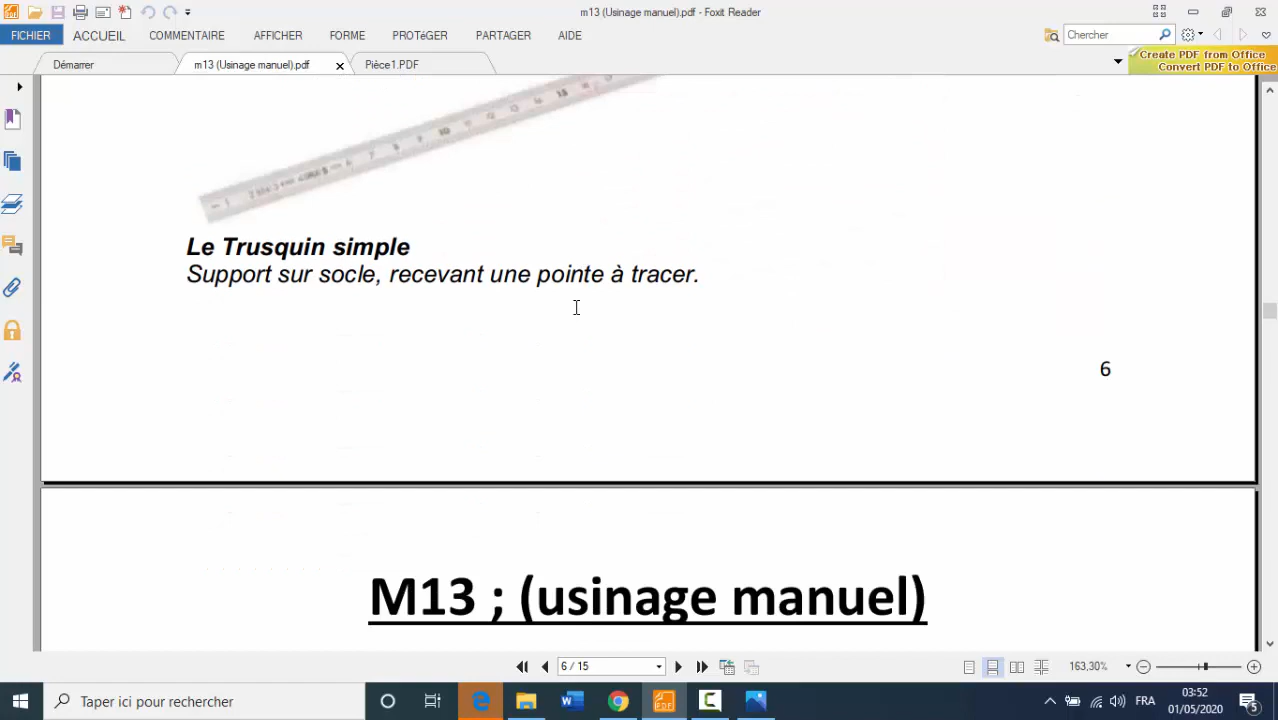 m13 (Usinage manuel).pdf - Foxit Reader
FICHIER ACCUEIL COMMENTAIRE AFFICHER FORME PROTéGER PARTAGER AIDE
Chercher
Démarrer
m13 (Usinage manuel).pdf
Pièce1.PDF
Create PDF from Office
Convert PDF to Office
Le Trusquin simple
Support sur socle, recevant une pointe à tracer.
6
M13 ; (usinage manuel)
6 / 15
163,30%
Taper ici pour rechercher
FRA
03:52
01/05/2020
5